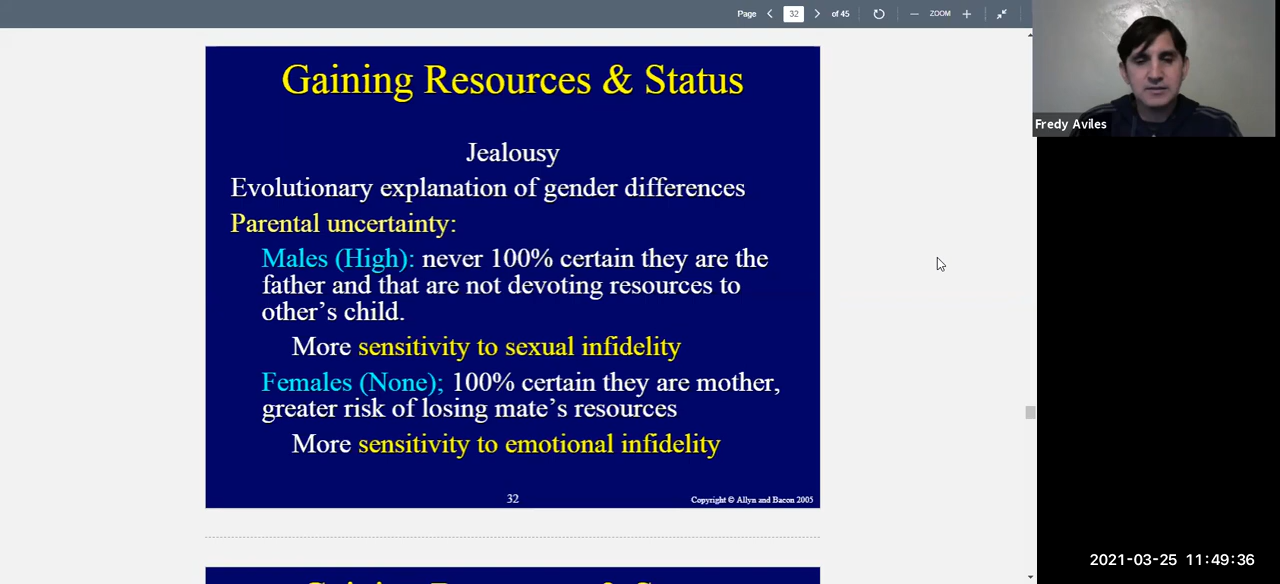 Page 32 of 45 ZOOM
Gaining Resources & Status
Jealousy
Evolutionary explanation of gender differences
Parental uncertainty:
Males (High): never 100% certain they are the
father and that are not devoting resources to
other's child.
More sensitivity to sexual infidelity
Females (None); 100% certain they are mother,
greater risk of losing mate's resources
More sensitivity to emotional infidelity
32
Copyright © Allyn and Bacon 2005
Fredy Aviles
2021-03-25 11:49:36